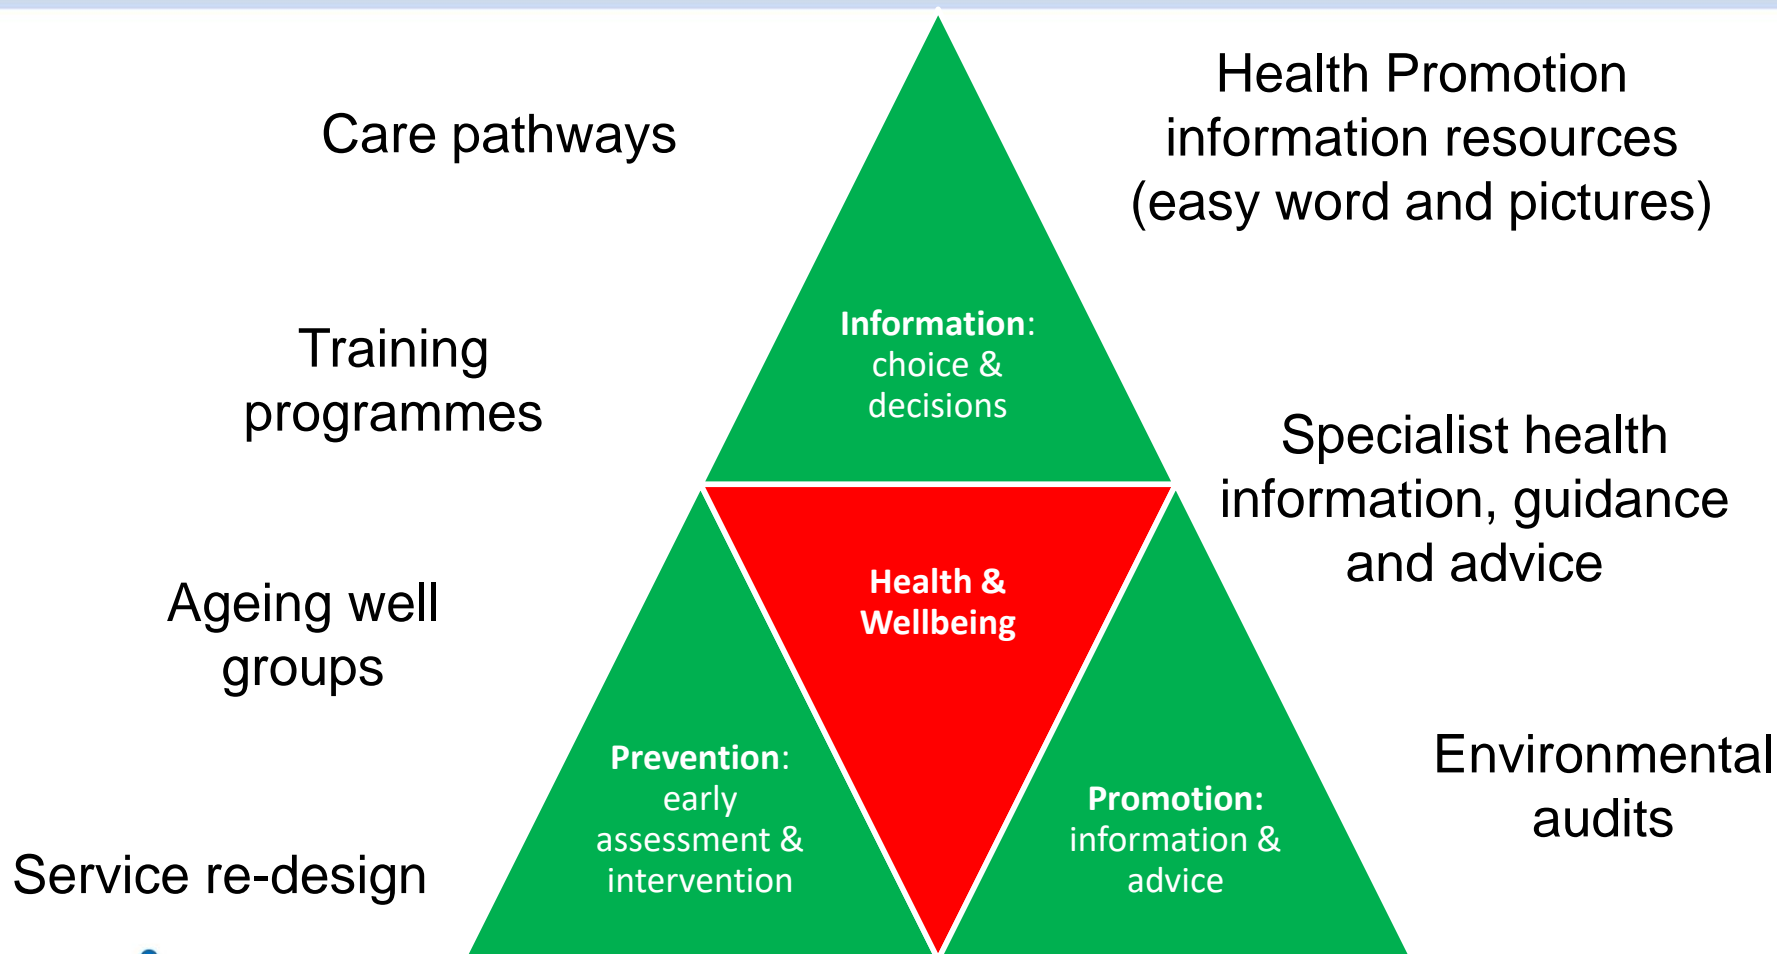 Care pathways
Health Promotion
information resources
(easy word and pictures)
Training
programmes
Information:
choice &
decisions
Specialist health
information, guidance
and advice
Ageing well
groups
Health &
Wellbeing
Service re-design
Prevention:
early
assessment &
intervention
Promotion:
information &
advice
Environmental
audits